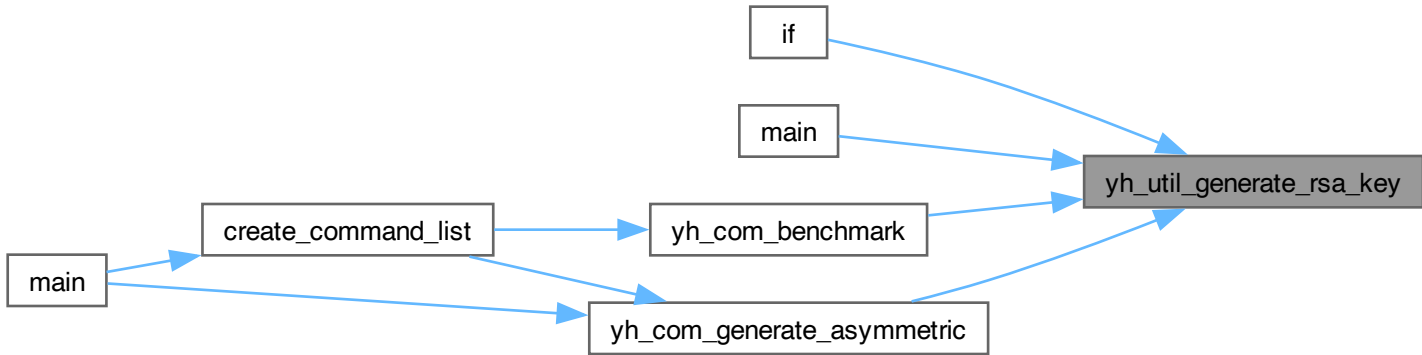 if
main
yh_util_generate_rsa_key
create_command_list
yh_com_benchmark
main
yh_com_generate_asymmetric